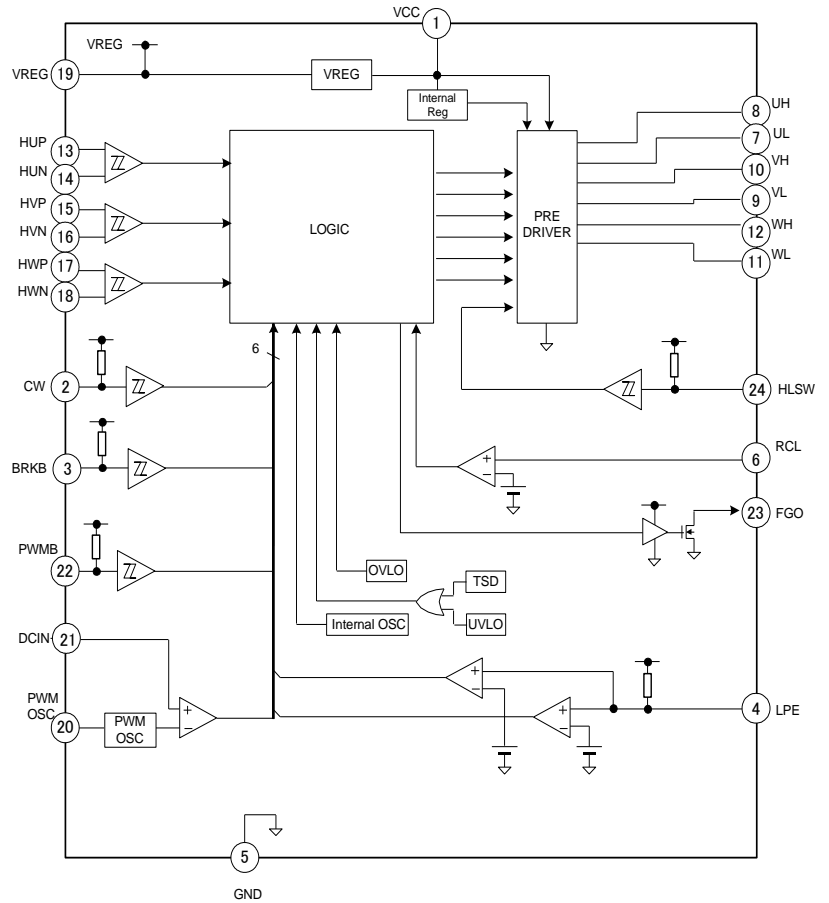 VCC
1
VREG
VREG
19
VREG
Internal
Reg
UH
8
UL
7
VH
10
VL
9
WH
12
WL
11
HUP
13
HUN
14
HVP
15
HVN
16
HWP
17
HWN
18
LOGIC
PRE
DRIVER
6
CW
2
24
HLSW
BRKB
3
+
−
RCL
6
23
FGO
PWMB
22
OVLO
TSD
UVLO
Internal OSC
DCIN
21
PWM
OSC
20
PWM
OSC
+
−
+
−
+
−
4
LPE
5
GND